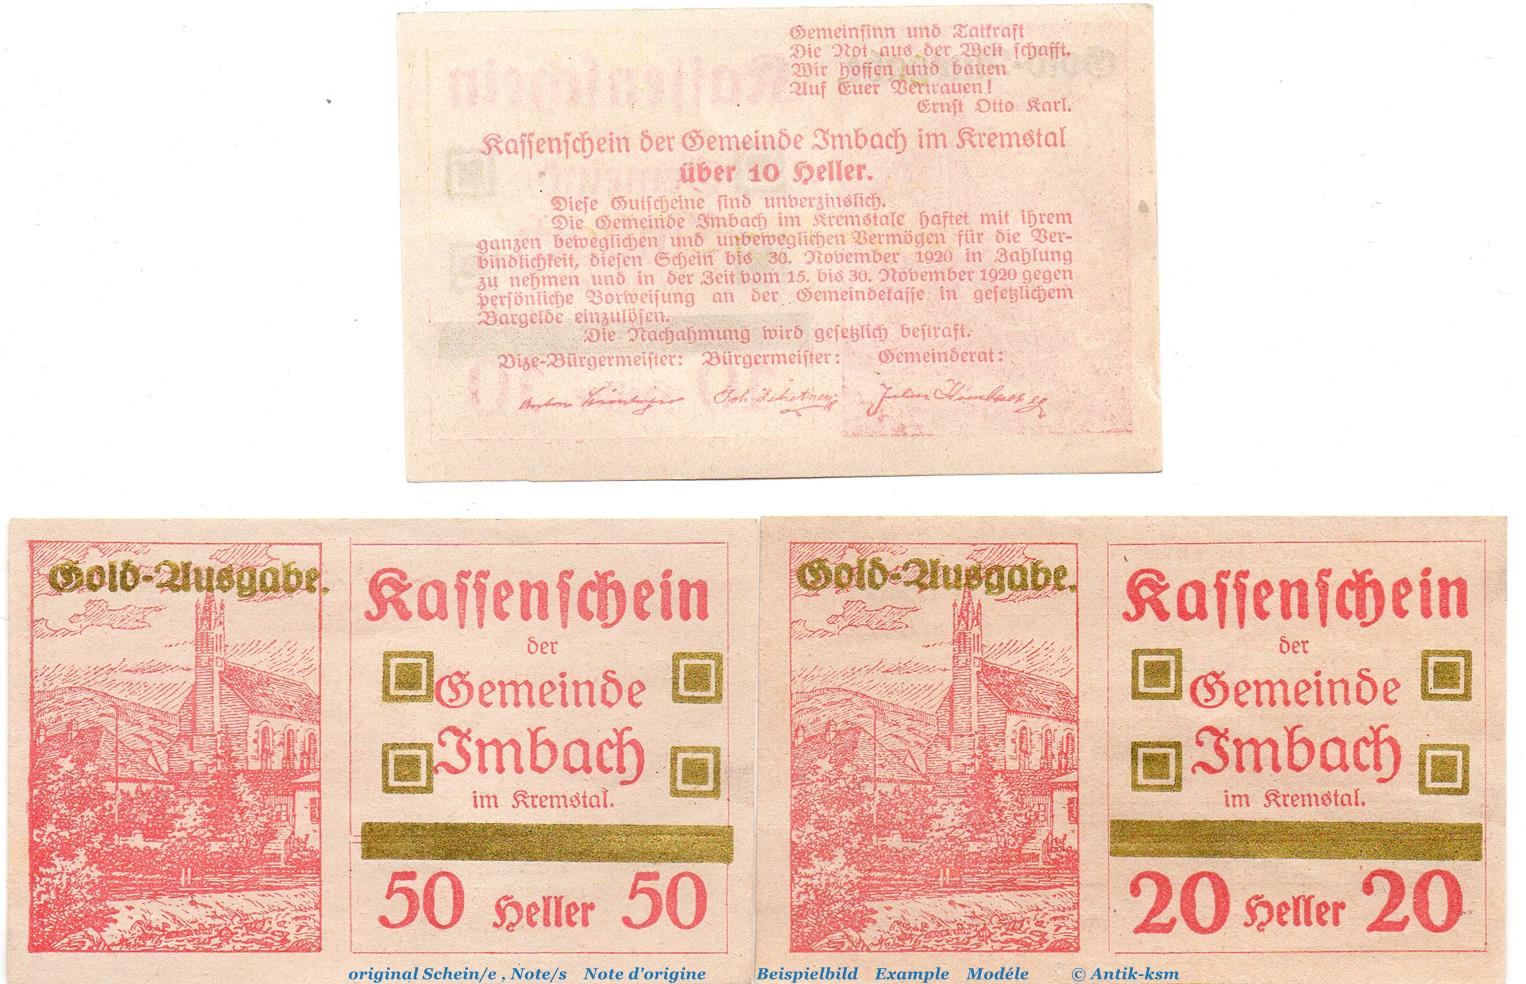 Gemeinsinn und Tatkraft
Die Not aus der Welt schafft.
Wir hoffen und bauen
Auf Euer Vertrauen!
Ernst Otto Karl.
Kassenschein der Gemeinde Imbach im Kremstal
über 10 Heller.
Diese Gutscheine sind unverzinslich.
Die Gemeinde Imbach im Kremstale haftet mit ihrem
ganzen beweglichen und unbeweglichen Vermögen für die Ver-
bindlichkeit, diesen Schein bis 30. November 1920 in Zahlung
zu nehmen und in der Zeit vom 15. bis 30. November 1920 gegen
persönliche Vorweisung an der Gemeindekasse in gesetzlichem
Bargelde einzulösen.
Die Nachahmung wird gesetzlich bestraft.
Vize-Bürgermeister: Bürgermeister: Gemeinderat:
Gold-Ausgabe.
Kassenschein
der
Gemeinde
Imbach
im Kremstal.
50 Heller 50
Gold-Ausgabe.
Kassenschein
der
Gemeinde
Imbach
im Kremstal.
20 Heller 20
original Schein/e , Note/s Note d'origine Beispielbild Example Modéle © Antik-ksm